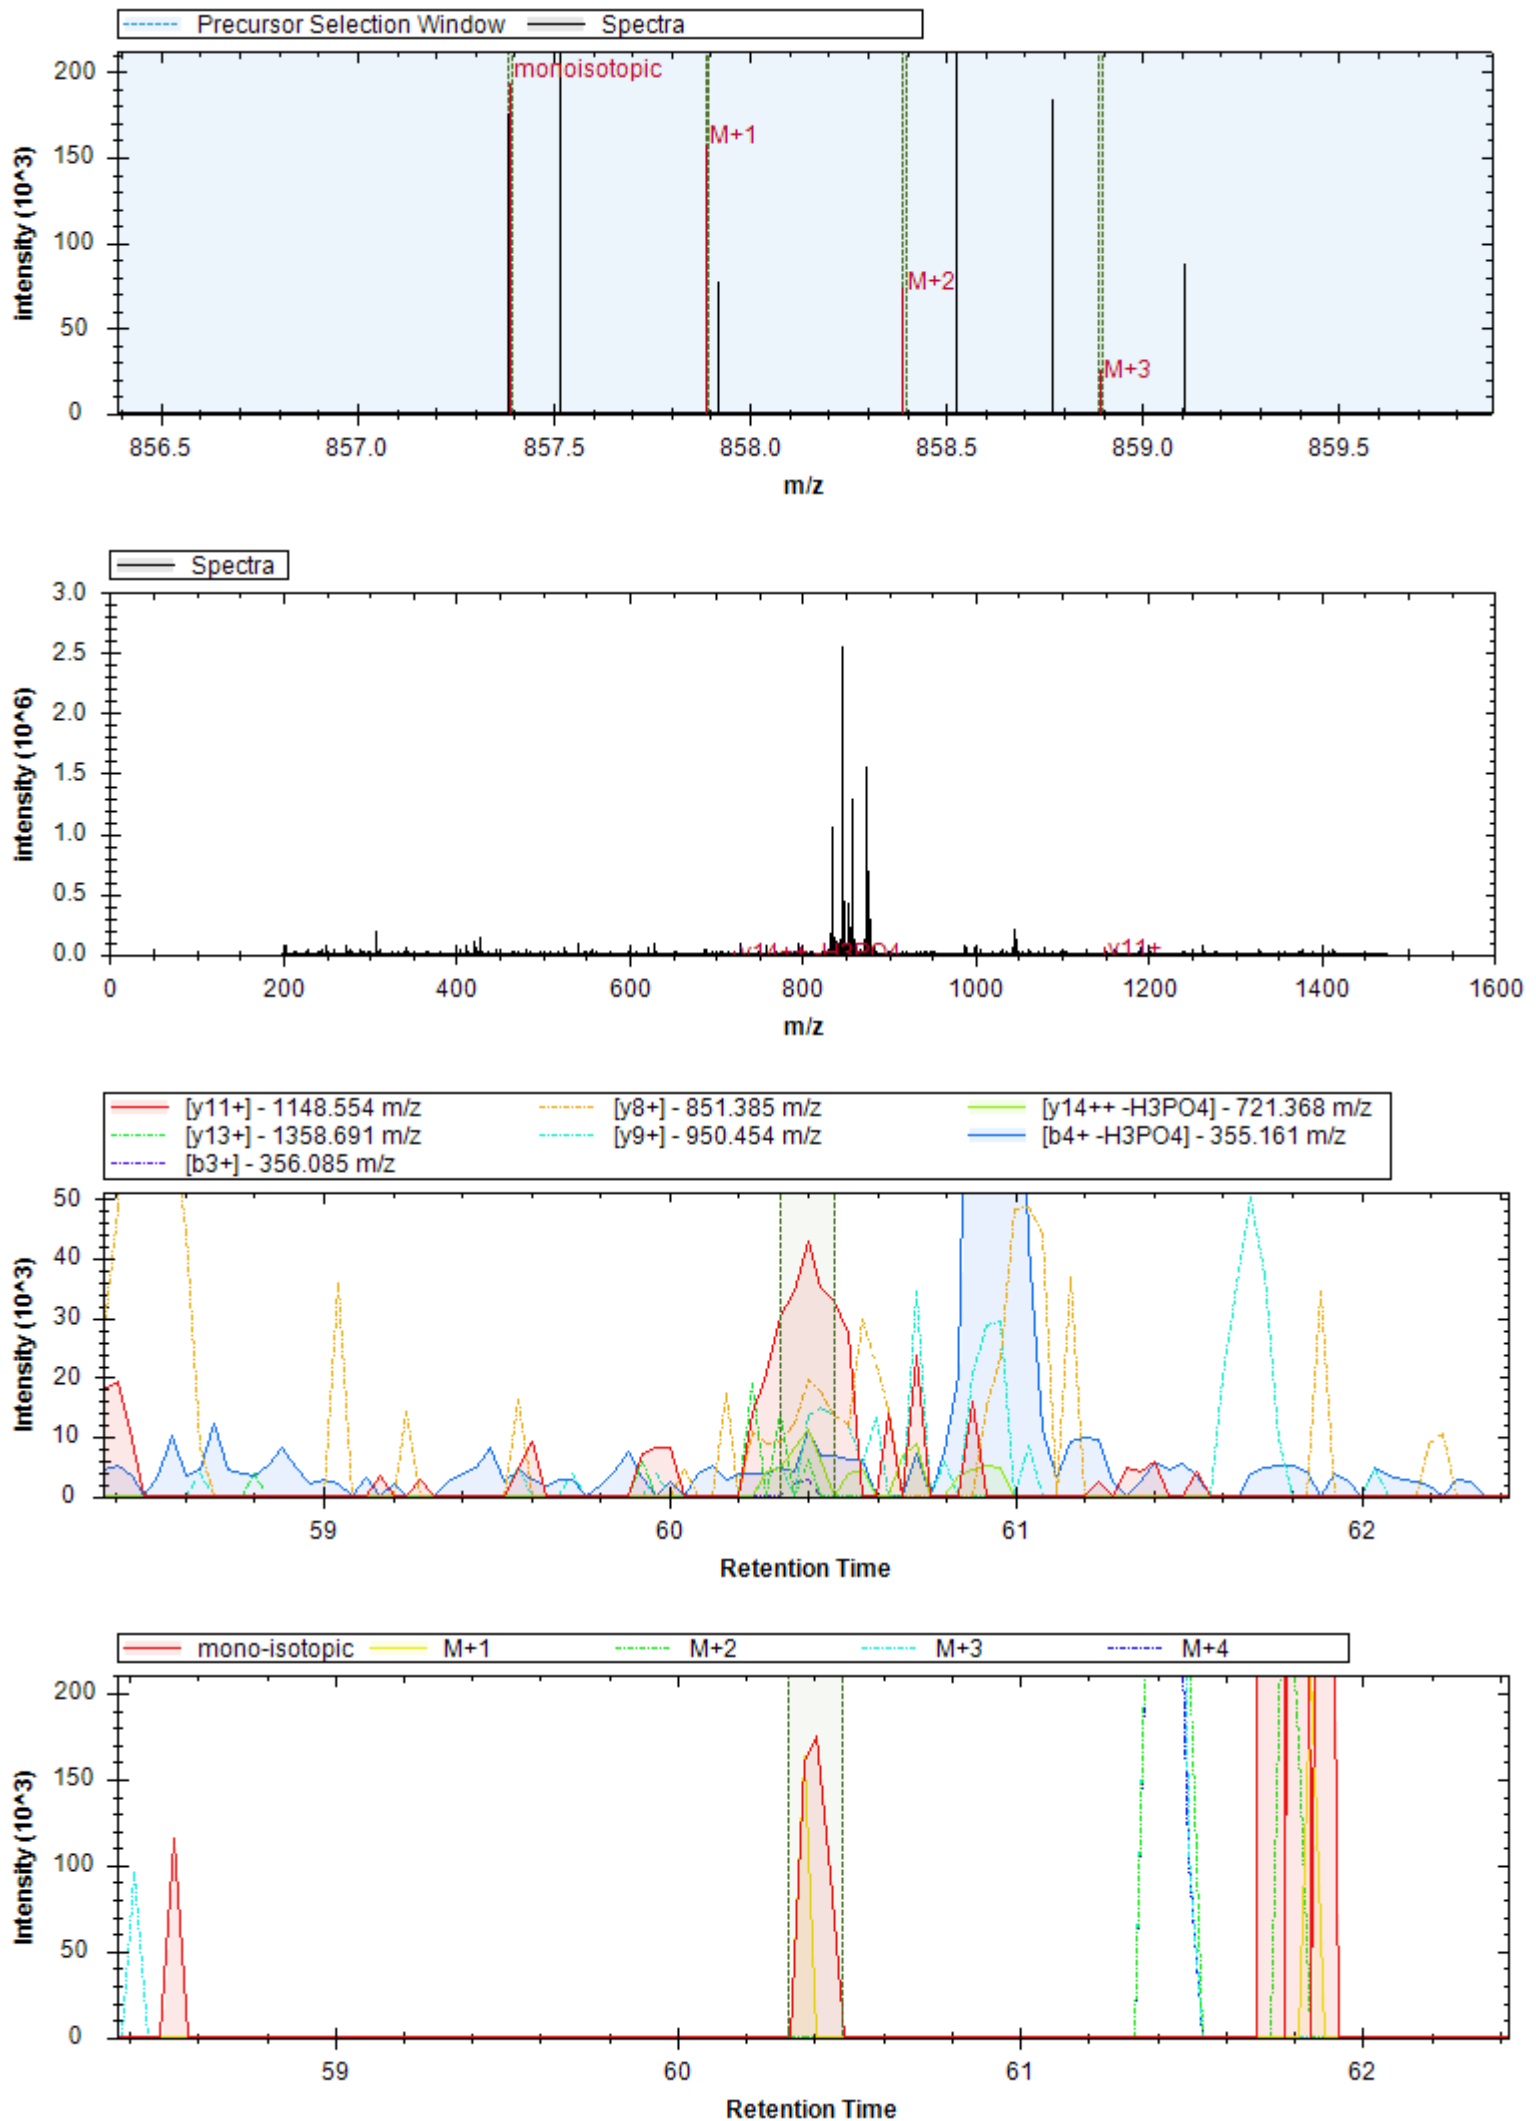 Precursor Selection Window Spectra
200
150
100
50
0
intensity (10^3)
monoisotopic
M+1
M+2
M+3
856.5 857.0 857.5 858.0 858.5 859.0 859.5
m/z
Spectra
3.0
2.5
2.0
1.5
1.0
0.5
0.0
intensity (10^6)
y14++ -H3PO4
y11+
0 200 400 600 800 1000 1200 1400 1600
m/z
[y11+] - 1148.554 m/z [y8+] - 851.385 m/z [y14++ -H3PO4] - 721.368 m/z
[y13+] - 1358.691 m/z [y9+] - 950.454 m/z [b4+ -H3PO4] - 355.161 m/z
[b3+] - 356.085 m/z
50
40
30
20
10
0
Intensity (10^3)
59 60 61 62
Retention Time
mono-isotopic M+1 M+2 M+3 M+4
200
150
100
50
0
Intensity (10^3)
59 60 61 62
Retention Time